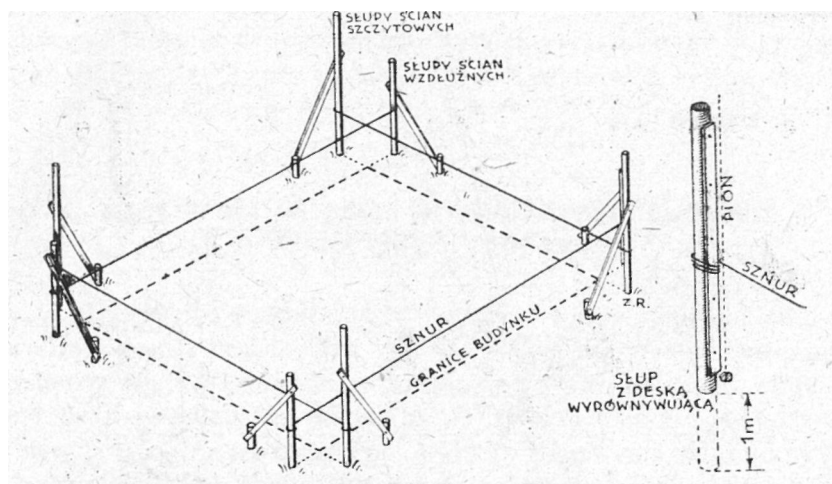 SŁUPY ŚCIAN
SZCZYTOWYCH
SŁUPY ŚCIAN
WZDŁUŻNYCH
PION
SZNUR
Z.R.
SZNUR
GRANICE BUDYNKU
SŁUP
Z DESKĄ
WYRÓWNYWUJĄCĄ
1m